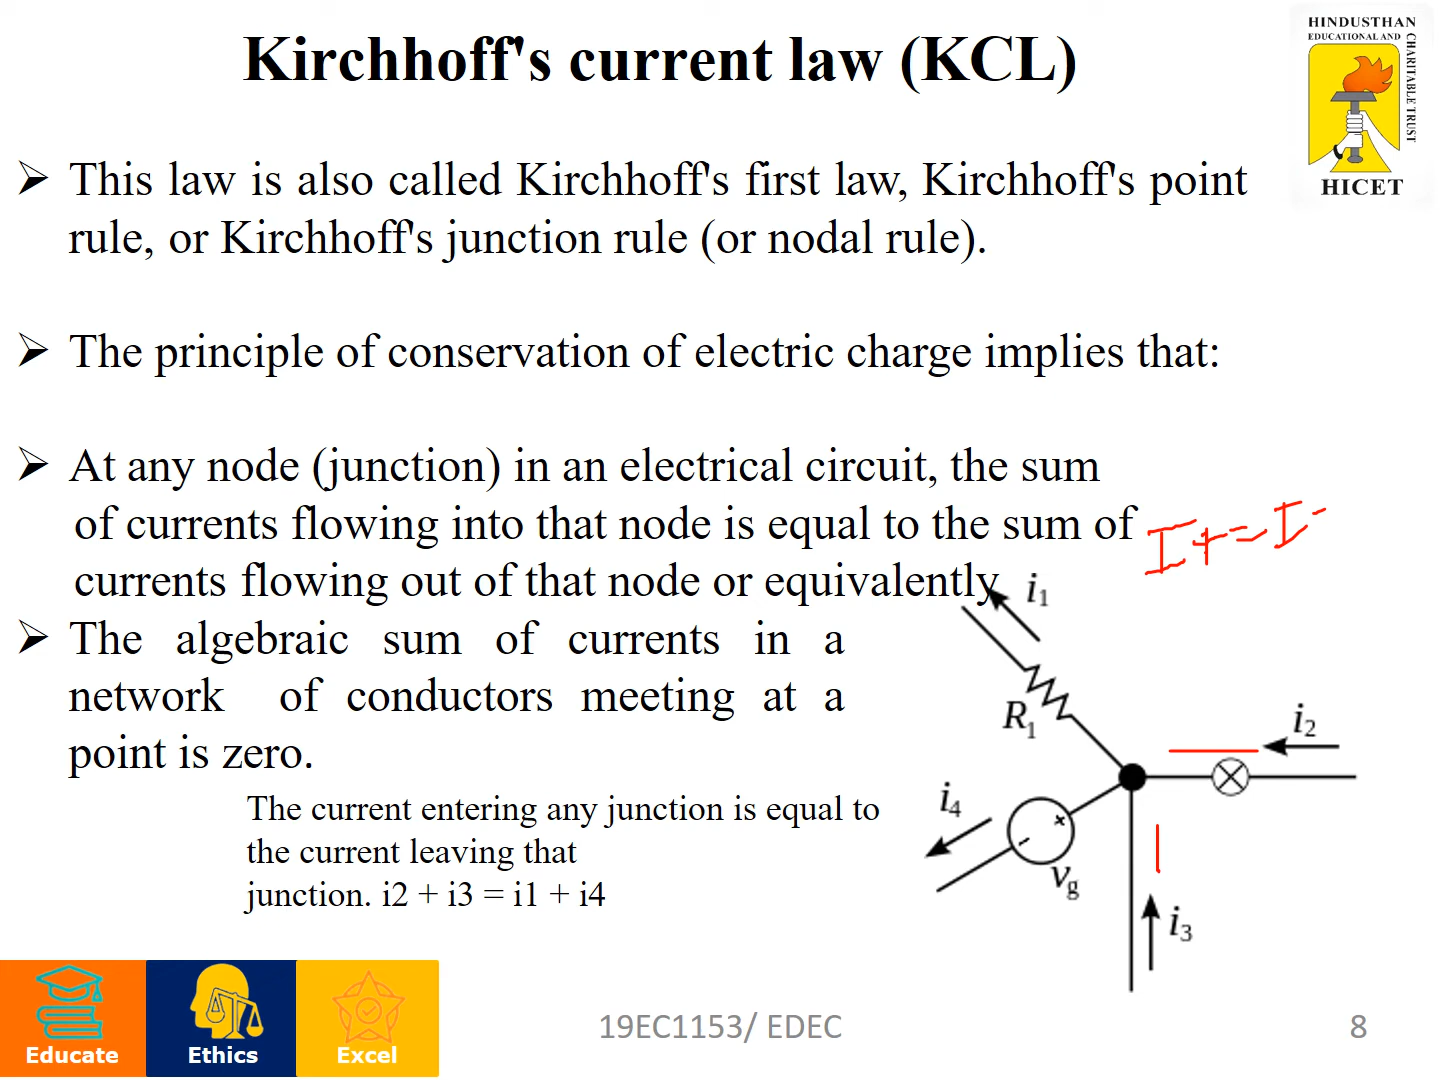 Kirchhoff's current law (KCL)
HINDUSTHAN
EDUCATIONAL AND
CHARITABLE TRUST
HICET
➢ This law is also called Kirchhoff's first law, Kirchhoff's point
rule, or Kirchhoff's junction rule (or nodal rule).
➢ The principle of conservation of electric charge implies that:
➢ At any node (junction) in an electrical circuit, the sum
of currents flowing into that node is equal to the sum of
currents flowing out of that node or equivalently
I+=I-
➢ The algebraic sum of currents in a
network of conductors meeting at a
point is zero.
The current entering any junction is equal to
the current leaving that
junction. i2 + i3 = i1 + i4
i₁
R₁
i₂
i₄
+
-
v₉
i₃
Educate
Ethics
Excel
19EC1153/ EDEC
8